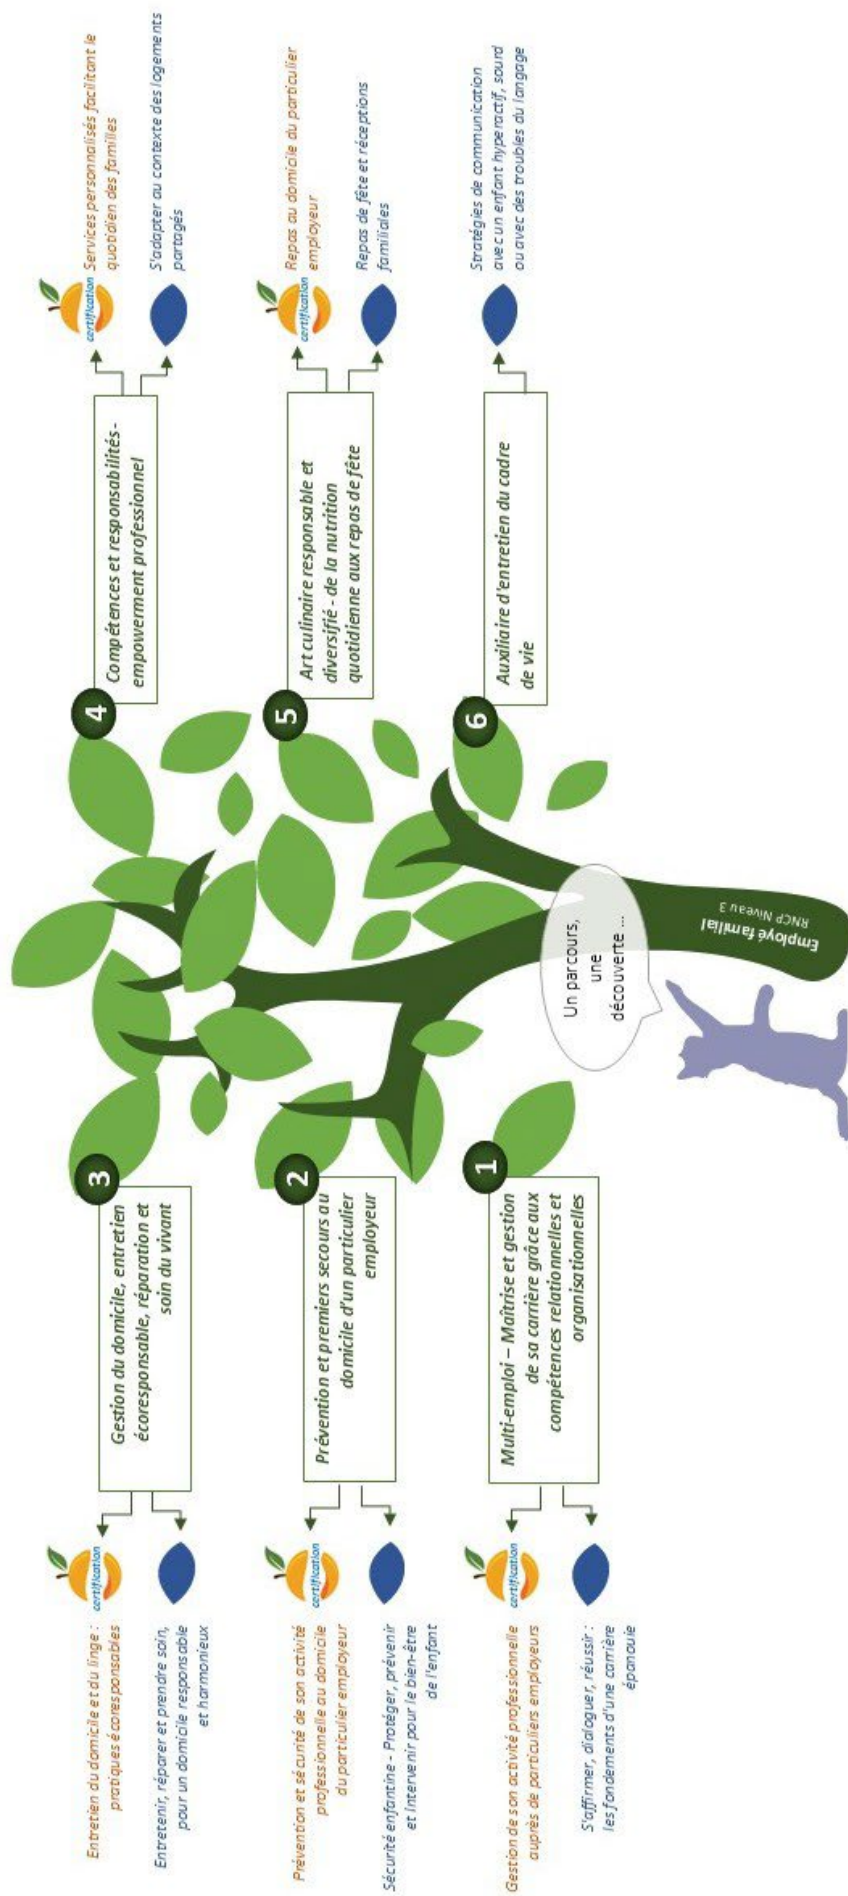 Entretien du domicile et du linge :
pratiques écoresponsables
certification
Entretenir, réparer et prendre soin,
pour un domicile responsable
et harmonieux
3
Gestion du domicile, entretien
écoresponsable, réparation et
soin du vivant
Prévention et sécurité de son activité
professionnelle au domicile
du particulier employeur
certification
Sécurité enfantine - Protéger, prévenir
et Intervenir pour le bien-être
de l'enfant
2
Prévention et premiers secours au
domicile d'un particulier
employeur
Gestion de son activité professionnelle
auprès de particuliers employeurs
certification
S'affirmer, dialoguer, réussir :
les fondements d'une carrière
épanouie
1
Multi-emploi – Maîtrise et gestion
de sa carrière grâce aux
compétences relationnelles et
organisationnelles
Un parcours,
une
découverte ...
Employé familial
RNCP Niveau 3
4
Compétences et responsabilités -
empowerment professionnel
certification
Services personnalisés facilitant le
quotidien des familles
S'adapter au contexte des logements
partagés
5
Art culinaire responsable et
diversifié - de la nutrition
quotidienne aux repas de fête
certification
Repas au domicile du particulier
employeur
Repas de fête et réceptions
familiales
6
Auxiliaire d'entretien du cadre
de vie
Stratégies de communication
avec un enfant hyperactif, sourd
ou avec des troubles du langage